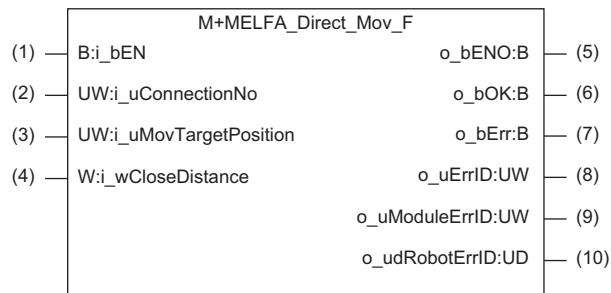 M+MELFA_Direct_Mov_F
(1) B:i_bEN o_bENO:B (5)
(2) UW:i_uConnectionNo o_bOK:B (6)
(3) UW:i_uMovTargetPosition o_bErr:B (7)
(4) W:i_wCloseDistance o_uErrID:UW (8)
o_uModuleErrID:UW (9)
o_udRobotErrID:UD (10)